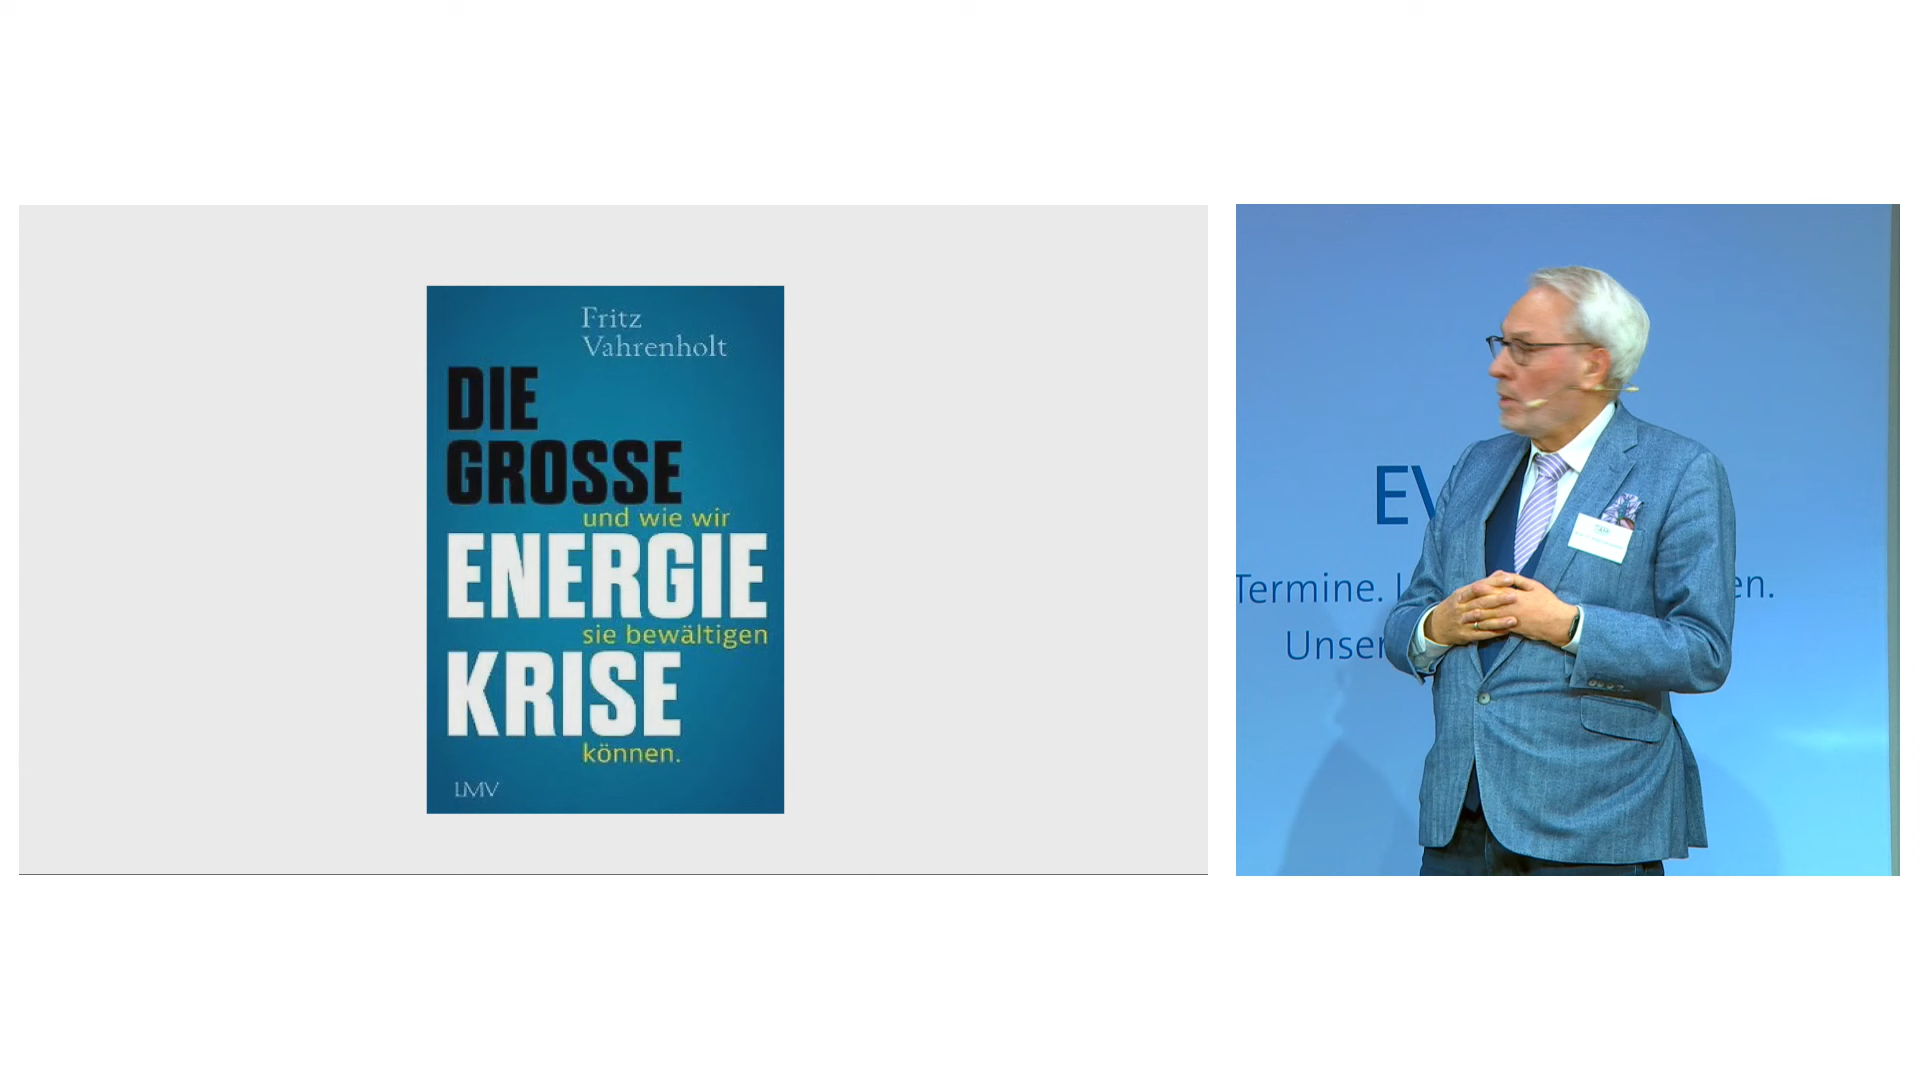 Fritz
Vahrenholt
DIE
GROSSE
und wie wir
ENERGIE
sie bewältigen
KRISE
können.
LMV
EV
Termine.
en.
Unser